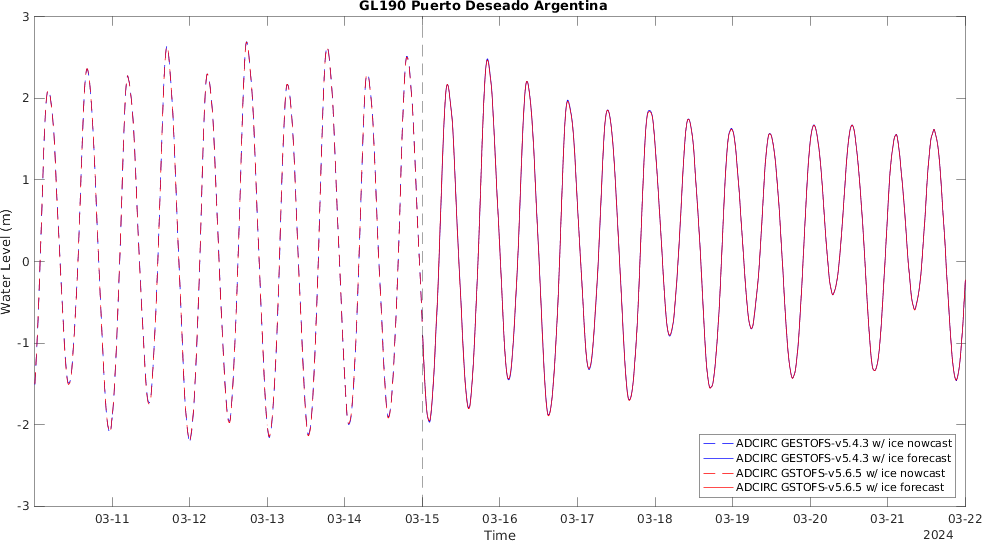 GL190 Puerto Deseado Argentina
3
2
1
0
-1
-2
-3
Water Level (m)
ADCIRC GESTOFS-v5.4.3 w/ ice nowcast
ADCIRC GESTOFS-v5.4.3 w/ ice forecast
ADCIRC GSTOFS-v5.6.5 w/ ice nowcast
ADCIRC GSTOFS-v5.6.5 w/ ice forecast
03-11 03-12 03-13 03-14 03-15 03-16 03-17 03-18 03-19 03-20 03-21 03-22
Time
2024